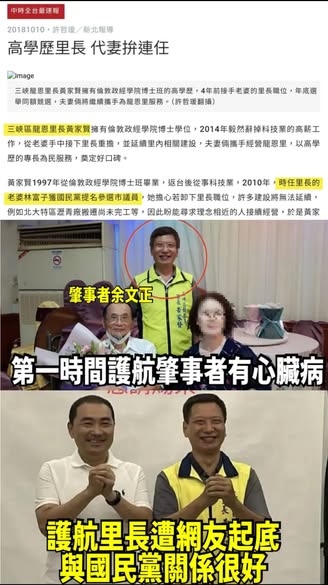 中時全台最速報
20181010・許哲瑗／新北報導
高學歷里長 代妻拚連任
image
三峽龍恩里長黃家賢擁有倫敦政經學院博士班的高學歷，4年前接手老婆的里長職位，年底選
舉同額競選，夫妻倆將繼續攜手為龍恩里服務。（許哲瑗翻攝）
三峽區龍恩里長黃家賢擁有倫敦政經學院博士學位，2014年毅然辭掉科技業的高薪工
作，從老婆手中接下里長重擔，並延續里內相關建設，夫妻倆攜手經營龍恩里，以高學
歷的專長為民服務，奠定好口碑。
黃家賢1997年從倫敦政經學院博士班畢業，返台後從事科技業，2010年，時任里長的
老婆林富子獲國民黨提名參選市議員，她擔心若卸下里長職位，許多建設將無法延續，
例如北大特區瀝青廠搬遷尚未完工等，因此盼能尋求理念相近的人接續經營，於是黃家
肇事者余文正
第一時間護航肇事者有心臟病
護航里長遭網友起底
與國民黨關係很好